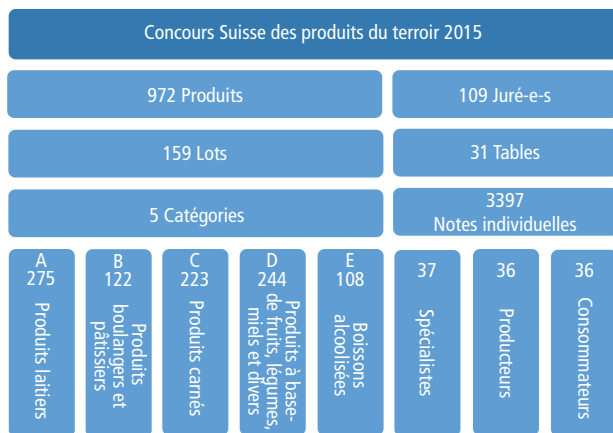 Concours Suisse des produits du terroir 2015
972 Produits
109 Juré-e-s
159 Lots
31 Tables
5 Catégories
3397
Notes individuelles
A
275
Produits laitiers
B
122
Produits
boulangers et
pâtissiers
C
223
Produits carnés
D
244
Produits à base-
de fruits, légumes,
miels et divers
E
108
Boissons
alcoolisées
37
Spécialistes
36
Producteurs
36
Consommateurs